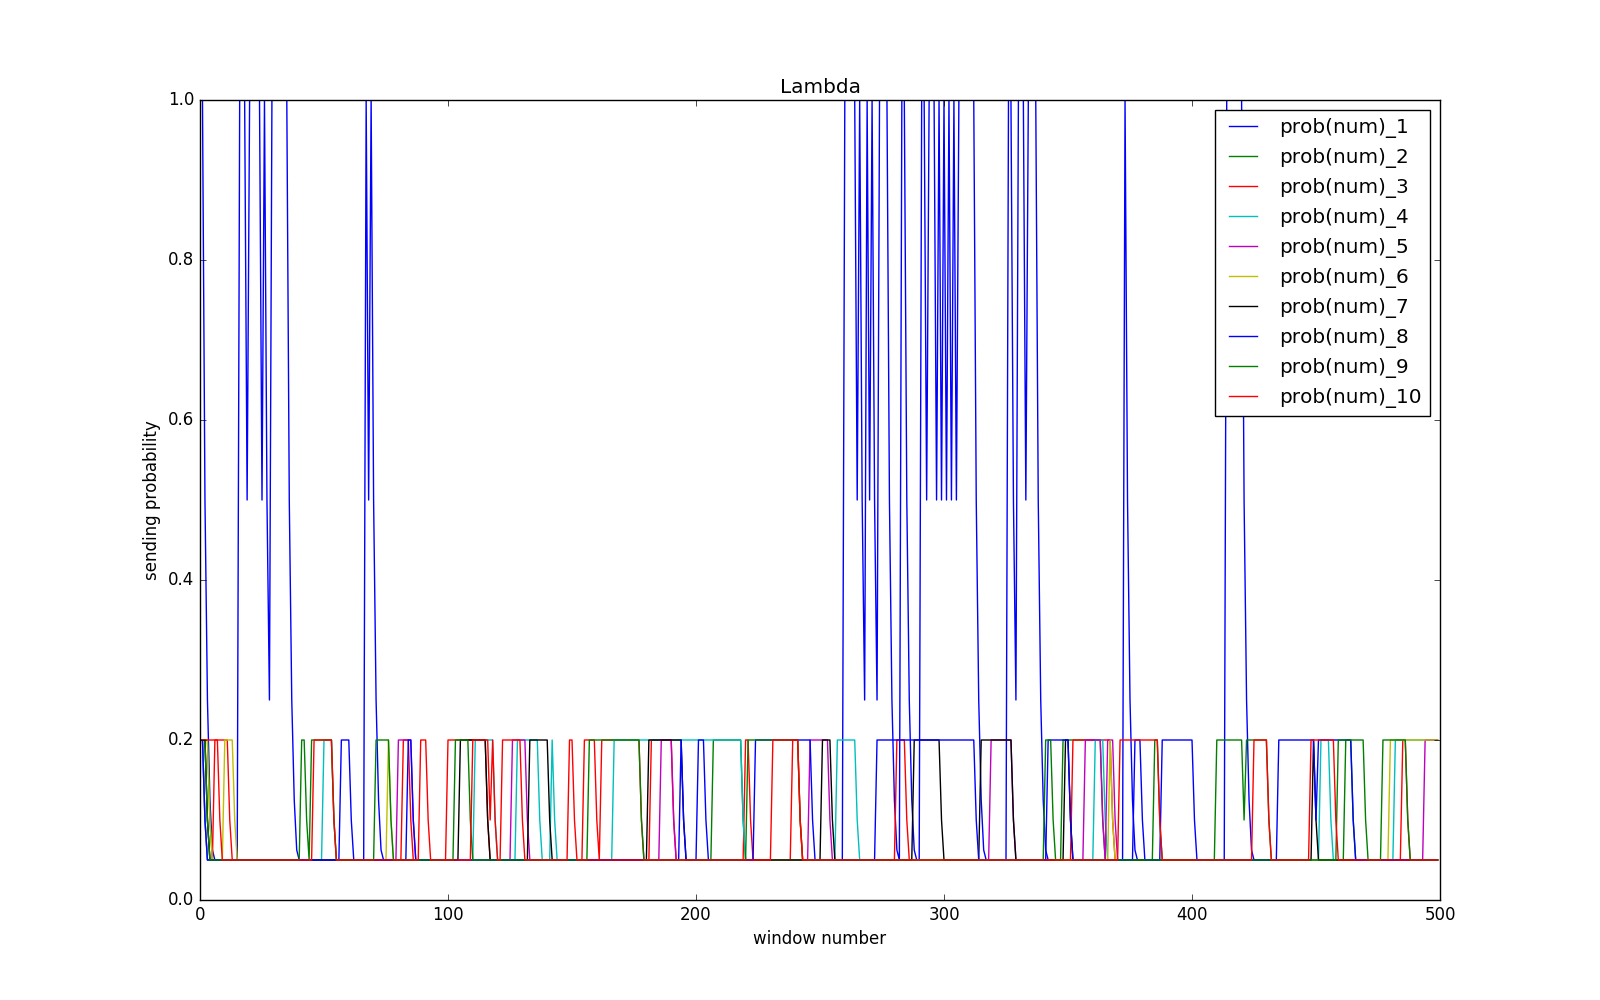 Lambda
1.0
0.8
0.6
0.4
0.2
0.0
sending probability
0 100 200 300 400 500
window number
prob(num)_1
prob(num)_2
prob(num)_3
prob(num)_4
prob(num)_5
prob(num)_6
prob(num)_7
prob(num)_8
prob(num)_9
prob(num)_10